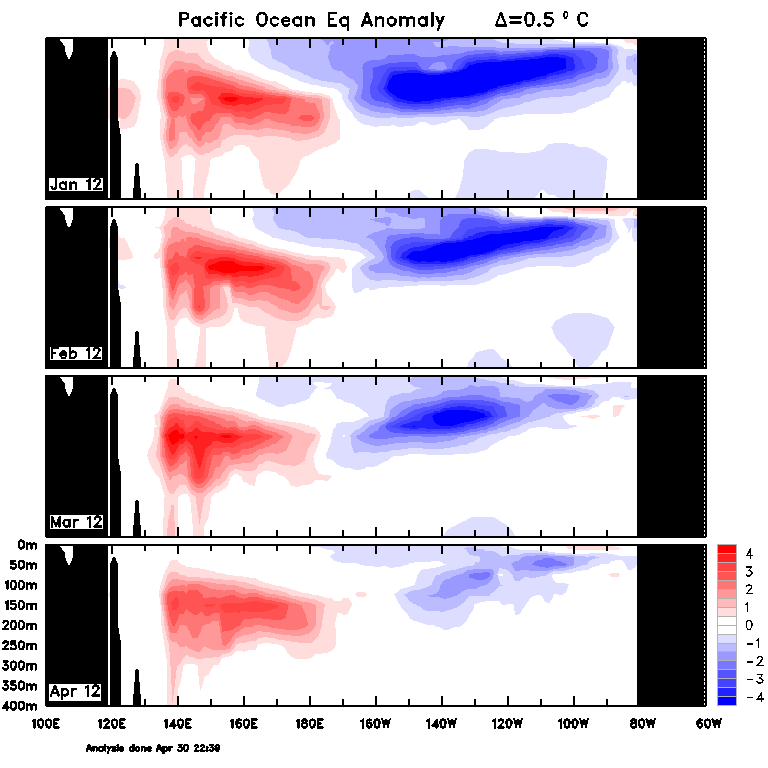 Pacific Ocean Eq Anomaly Δ=0.5 ° C
Jan 12
Feb 12
Mar 12
0m
50m
100m
150m
200m
250m
300m
350m
400m
Apr 12
4
3
2
1
0
-1
-2
-3
-4
100E 120E 140E 160E 180E 160W 140W 120W 100W 80W 60W
Analysis done Apr 30 22:39